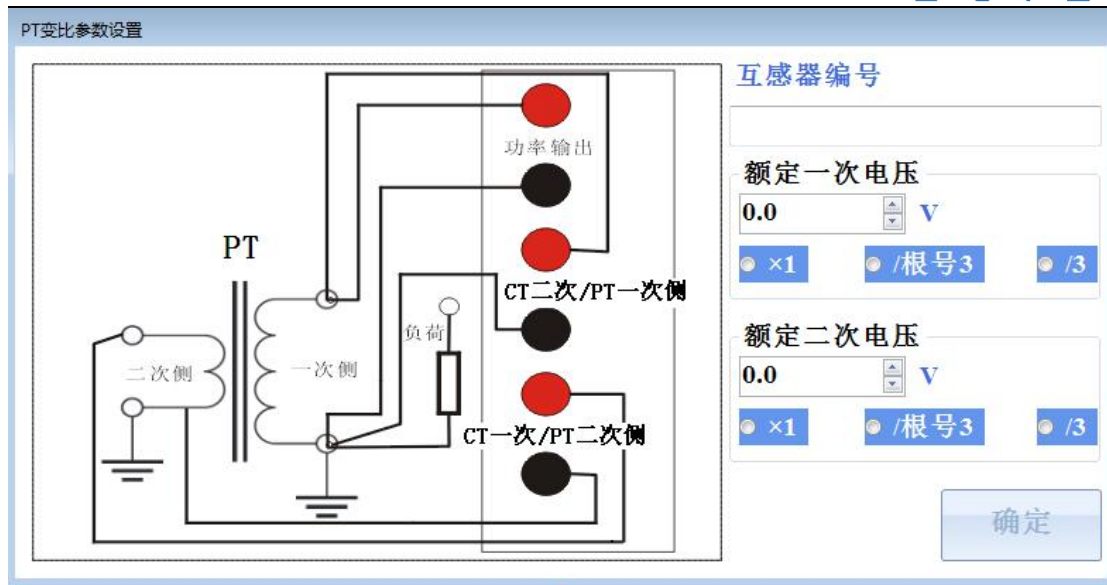 PT变比参数设置
功率输出
PT
CT二次/PT一次侧
负荷
二次侧
一次侧
CT一次/PT二次侧
互感器编号
额定一次电压
0.0 V
×1 /根号3 /3
额定二次电压
0.0 V
×1 /根号3 /3
确定